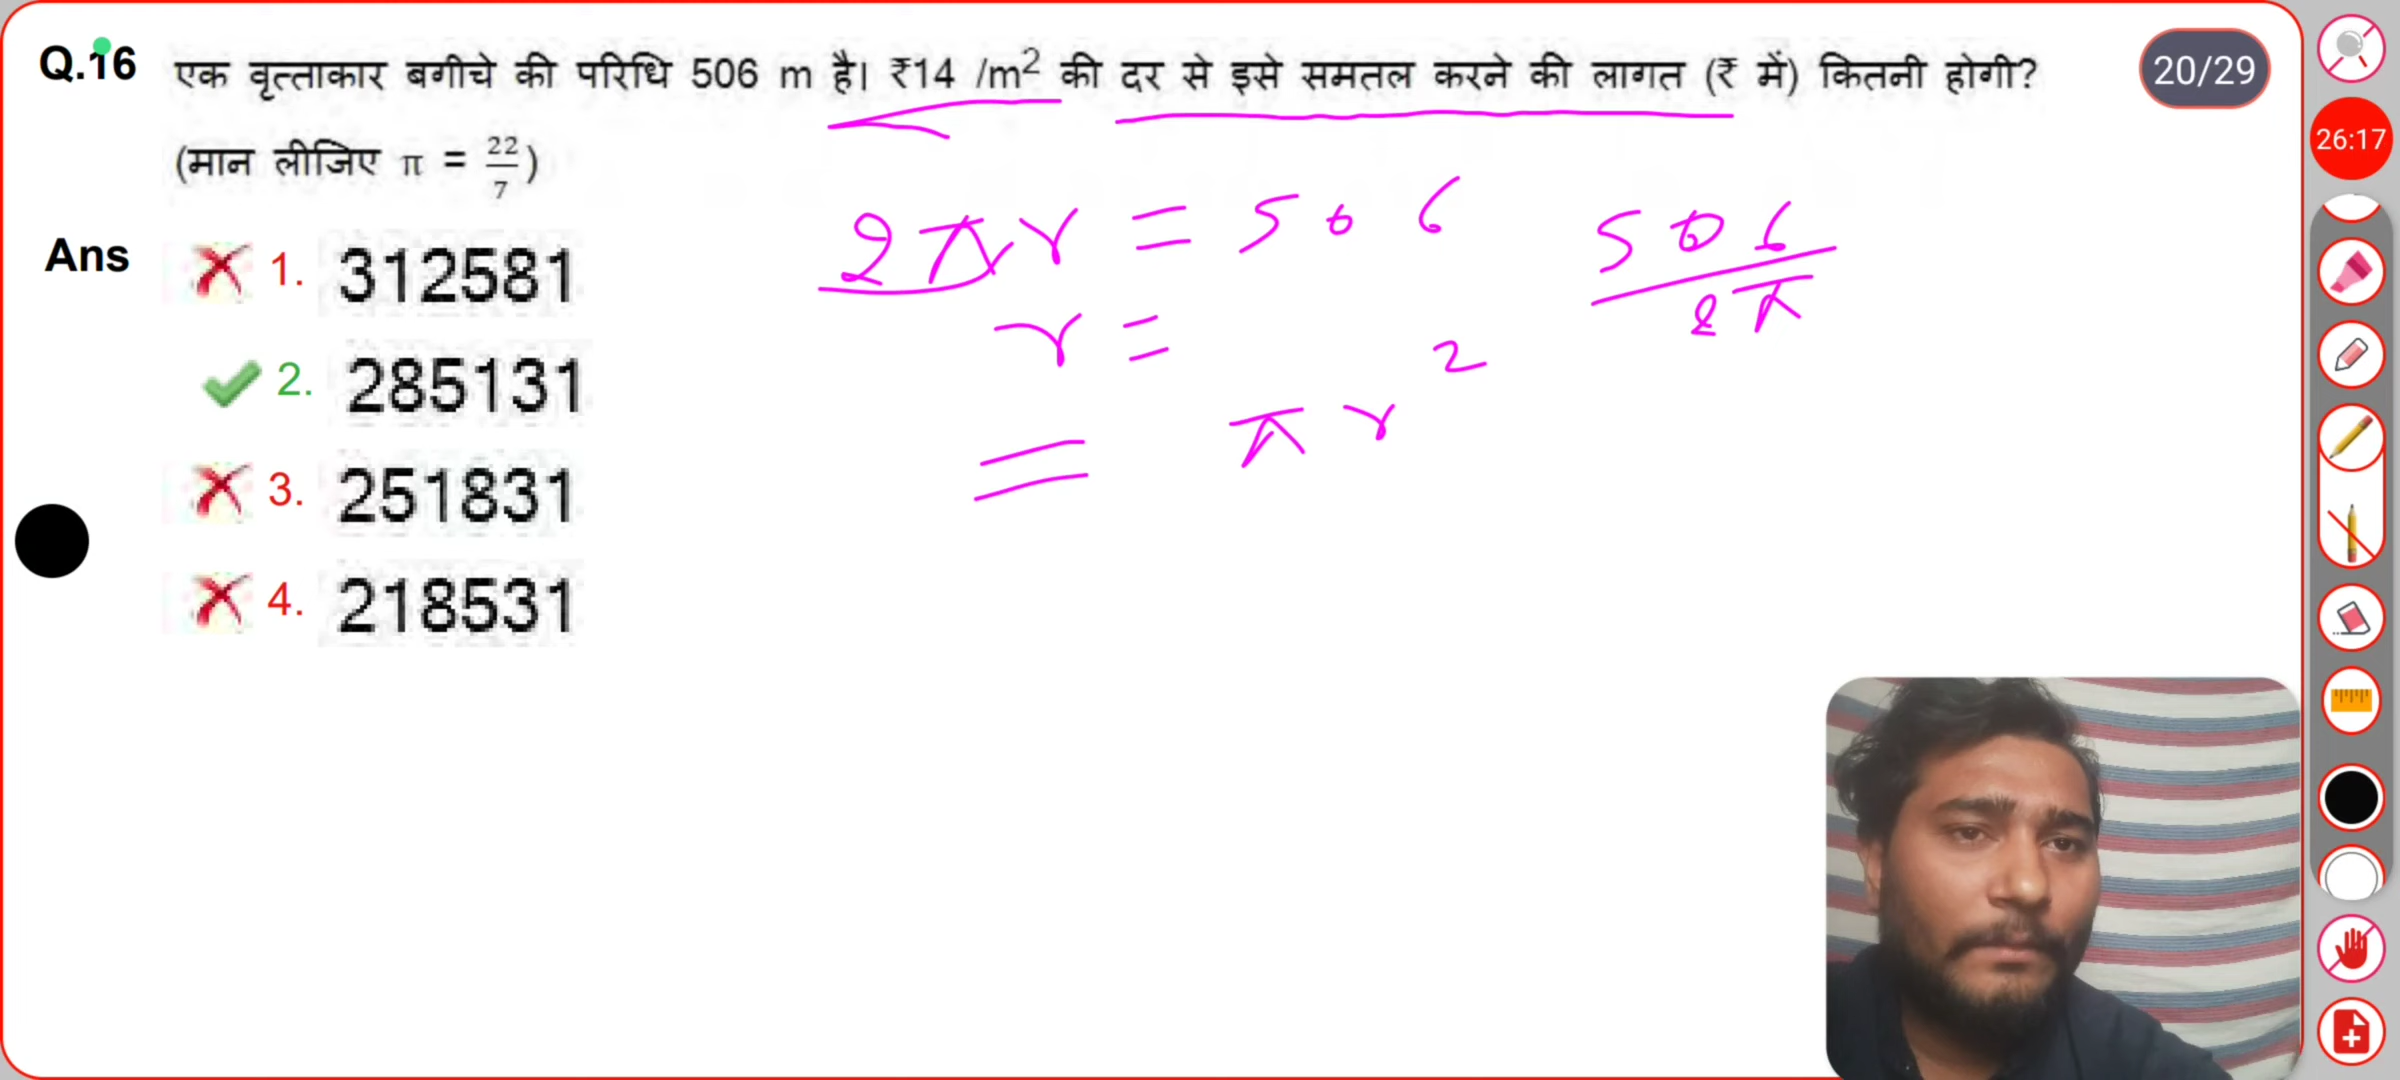 Q.16 एक वृत्ताकार बगीचे की परिधि 506 m है। ₹14 /m² की दर से इसे समतल करने की लागत (₹ में) कितनी होगी?
20/29
(मान लीजिए π = 22/7)
26:17
Ans
1. 312581
2. 285131
3. 251831
4. 218531
2πr = 506
506/2π
r =
= πr²